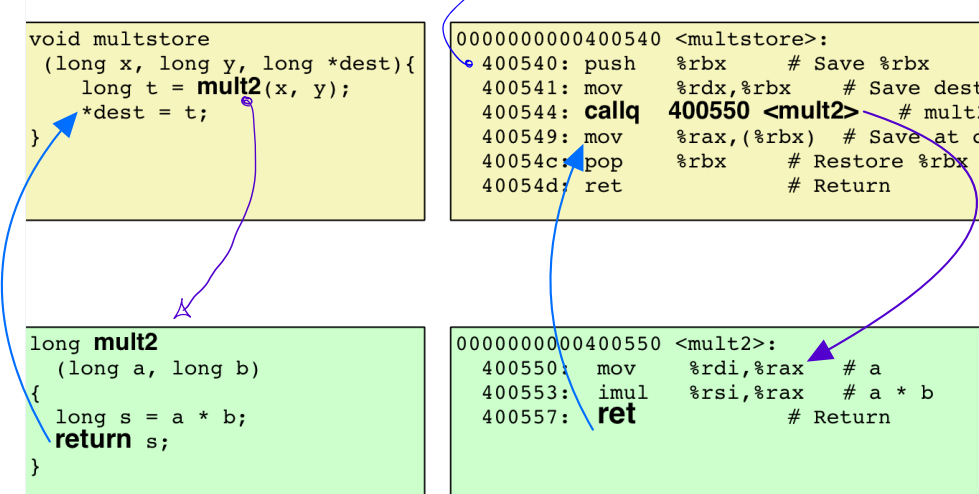 void multstore
(long x, long y, long *dest){
long t = mult2(x, y);
*dest = t;
}
0000000000400540 <multstore>:
400540: push %rbx # Save %rbx
400541: mov %rdx,%rbx # Save dest
400544: callq 400550 <mult2> # mult2
400549: mov %rax,(%rbx) # Save at
40054c: pop %rbx # Restore %rbx
40054d: ret # Return
long mult2
(long a, long b)
{
long s = a * b;
return s;
}
0000000000400550 <mult2>:
400550: mov %rdi,%rax # a
400553: imul %rsi,%rax # a * b
400557: ret # Return